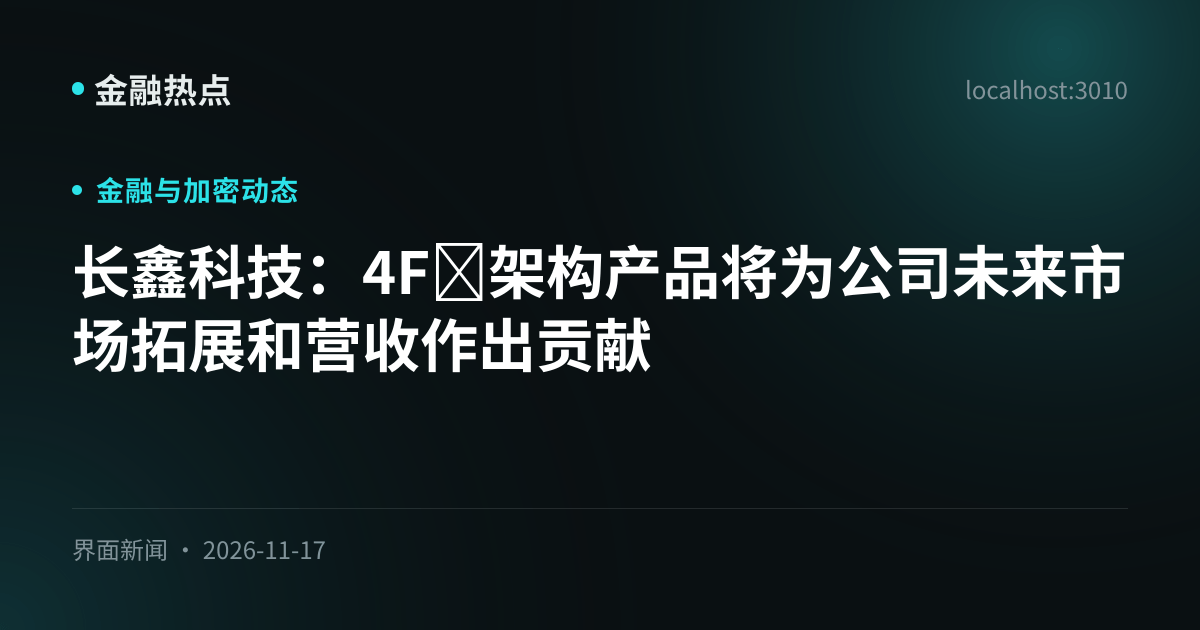 金融热点
localhost:3010
金融与加密动态
长鑫科技：4F架构产品将为公司未来市
场拓展和营收作出贡献
界面新闻 • 2026-11-17